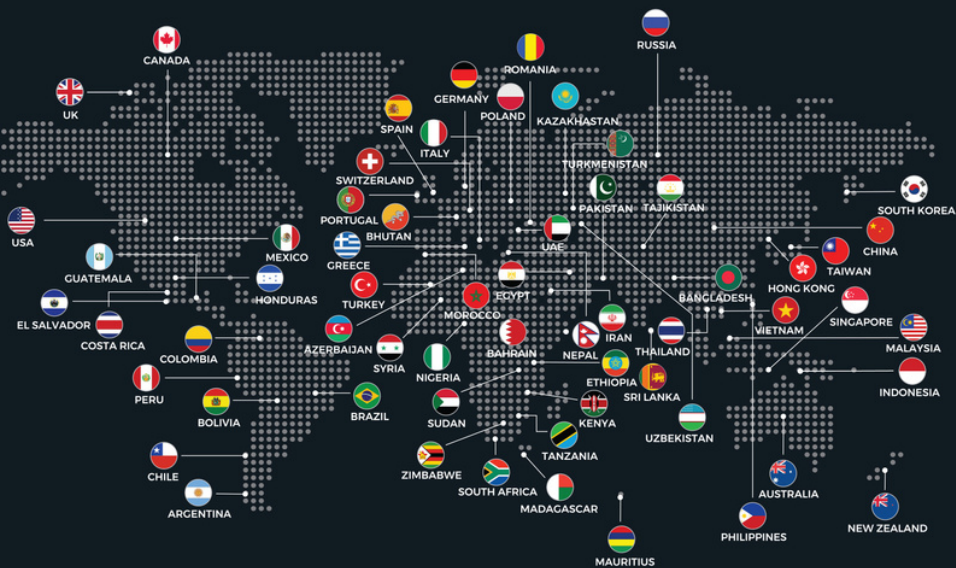 CANADA
RUSSIA
ROMANIA
UK
GERMANY
POLAND
KAZAKHASTAN
SPAIN
ITALY
TURKMENISTAN
SWITZERLAND
PAKISTAN
TAJIKISTAN
SOUTH KOREA
PORTUGAL
BHUTAN
USA
MEXICO
GREECE
UAE
CHINA
TAIWAN
GUATEMALA
HONDURAS
TURKEY
EGYPT
BANGLADESH
HONG KONG
EL SALVADOR
COSTA RICA
MOROCCO
VIETNAM
SINGAPORE
COLOMBIA
AZERBAIJAN
SYRIA
BAHRAIN
NEPAL
IRAN
THAILAND
MALAYSIA
PERU
NIGERIA
ETHIOPIA
SRI LANKA
INDONESIA
BOLIVIA
BRAZIL
SUDAN
KENYA
UZBEKISTAN
TANZANIA
CHILE
ZIMBABWE
SOUTH AFRICA
MADAGASCAR
AUSTRALIA
ARGENTINA
NEW ZEALAND
PHILIPPINES
MAURITIUS